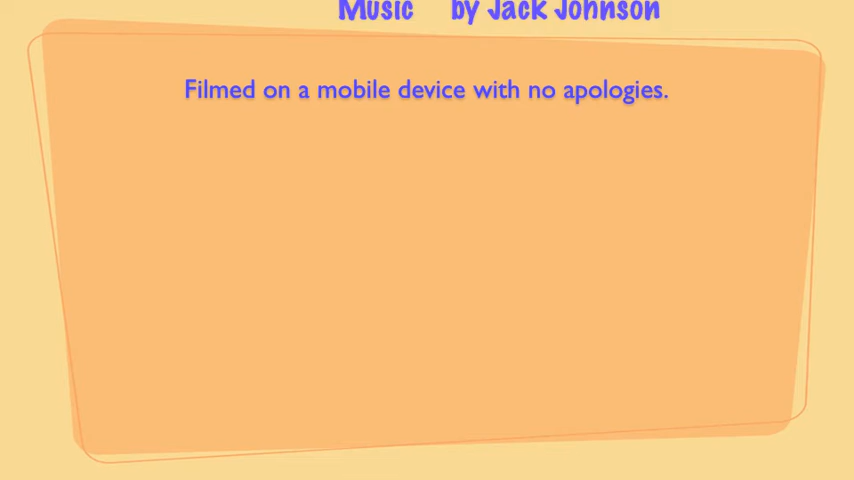 Music by Jack Johnson
Filmed on a mobile device with no apologies.